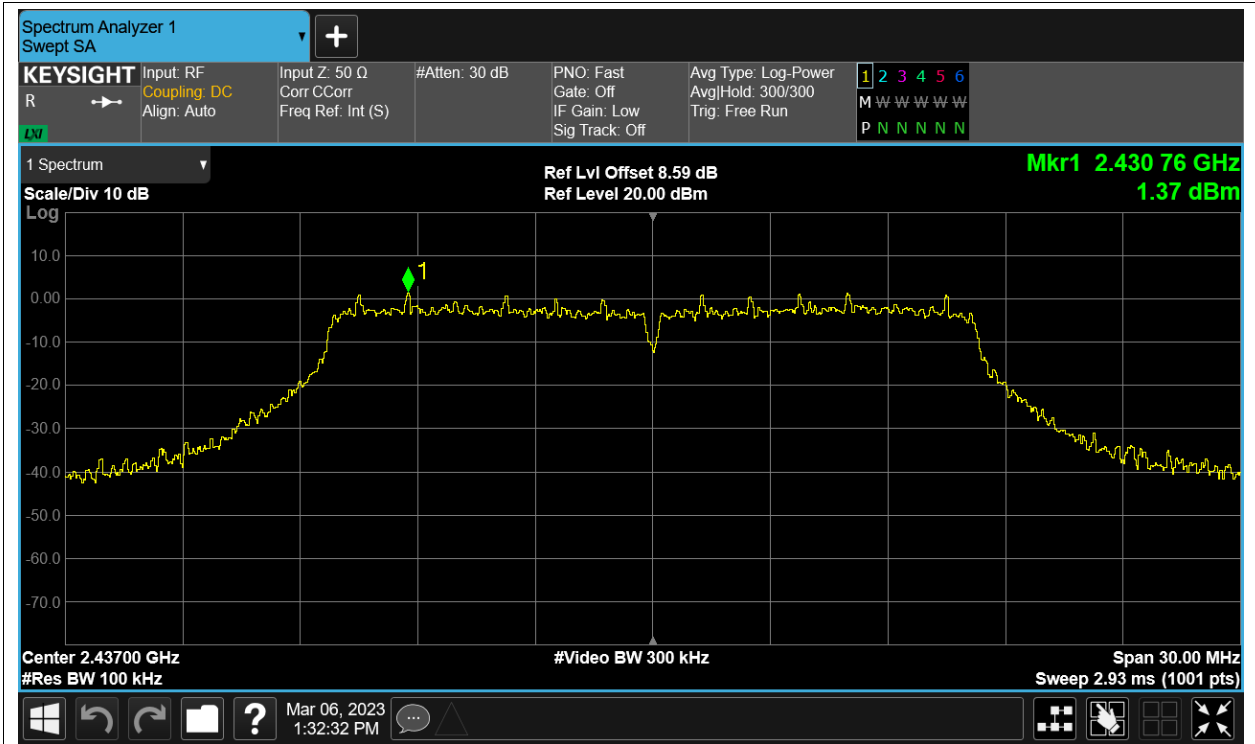 Spectrum Analyzer 1
Swept SA
KEYSIGHT
R
LXI
Input: RF
Coupling: DC
Align: Auto
Input Z: 50 Ω
Corr CCorr
Freq Ref: Int (S)
#Atten: 30 dB
PNO: Fast
Gate: Off
IF Gain: Low
Sig Track: Off
Avg Type: Log-Power
Avg|Hold: 300/300
Trig: Free Run
1 2 3 4 5 6
M W W W W W
P N N N N N
1 Spectrum
Scale/Div 10 dB
Ref Lvl Offset 8.59 dB
Ref Level 20.00 dBm
Mkr1 2.430 76 GHz
1.37 dBm
Log
10.0
0.00
-10.0
-20.0
-30.0
-40.0
-50.0
-60.0
-70.0
1
Center 2.43700 GHz
#Res BW 100 kHz
#Video BW 300 kHz
Span 30.00 MHz
Sweep 2.93 ms (1001 pts)
?
Mar 06, 2023
1:32:32 PM